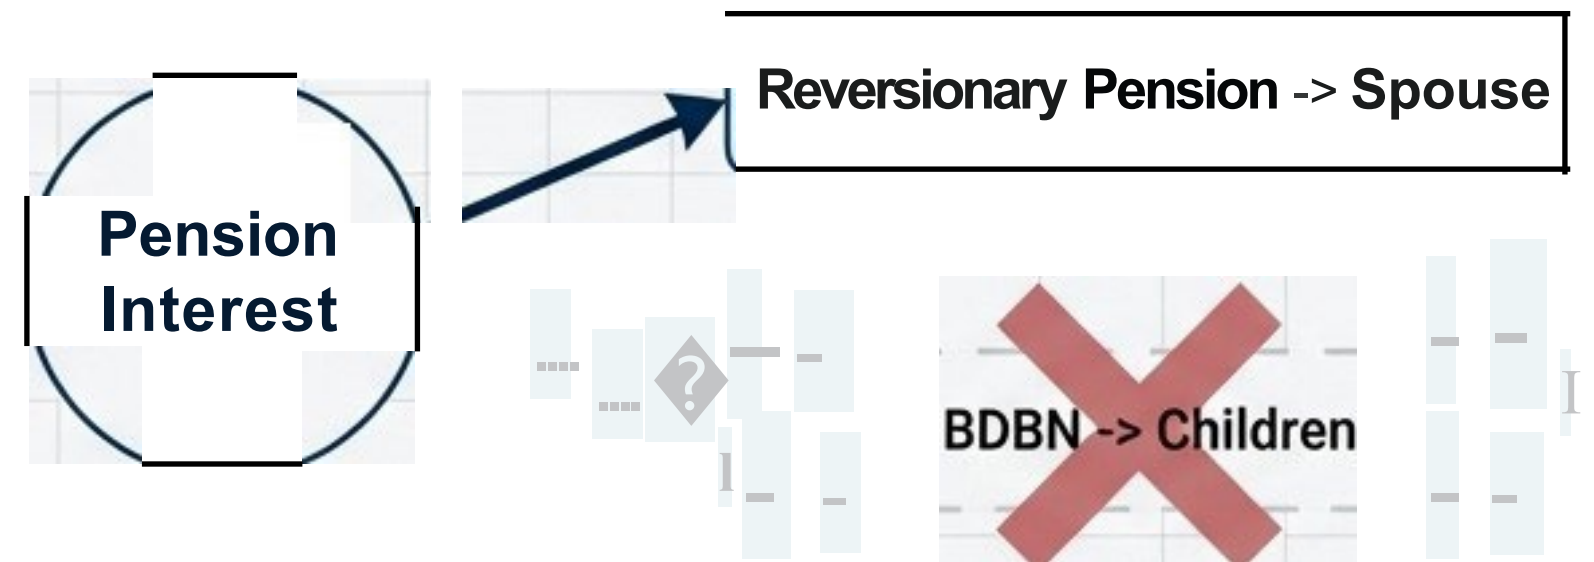 Reversionary Pension -> Spouse
Pension
Interest
BDBN -> Children